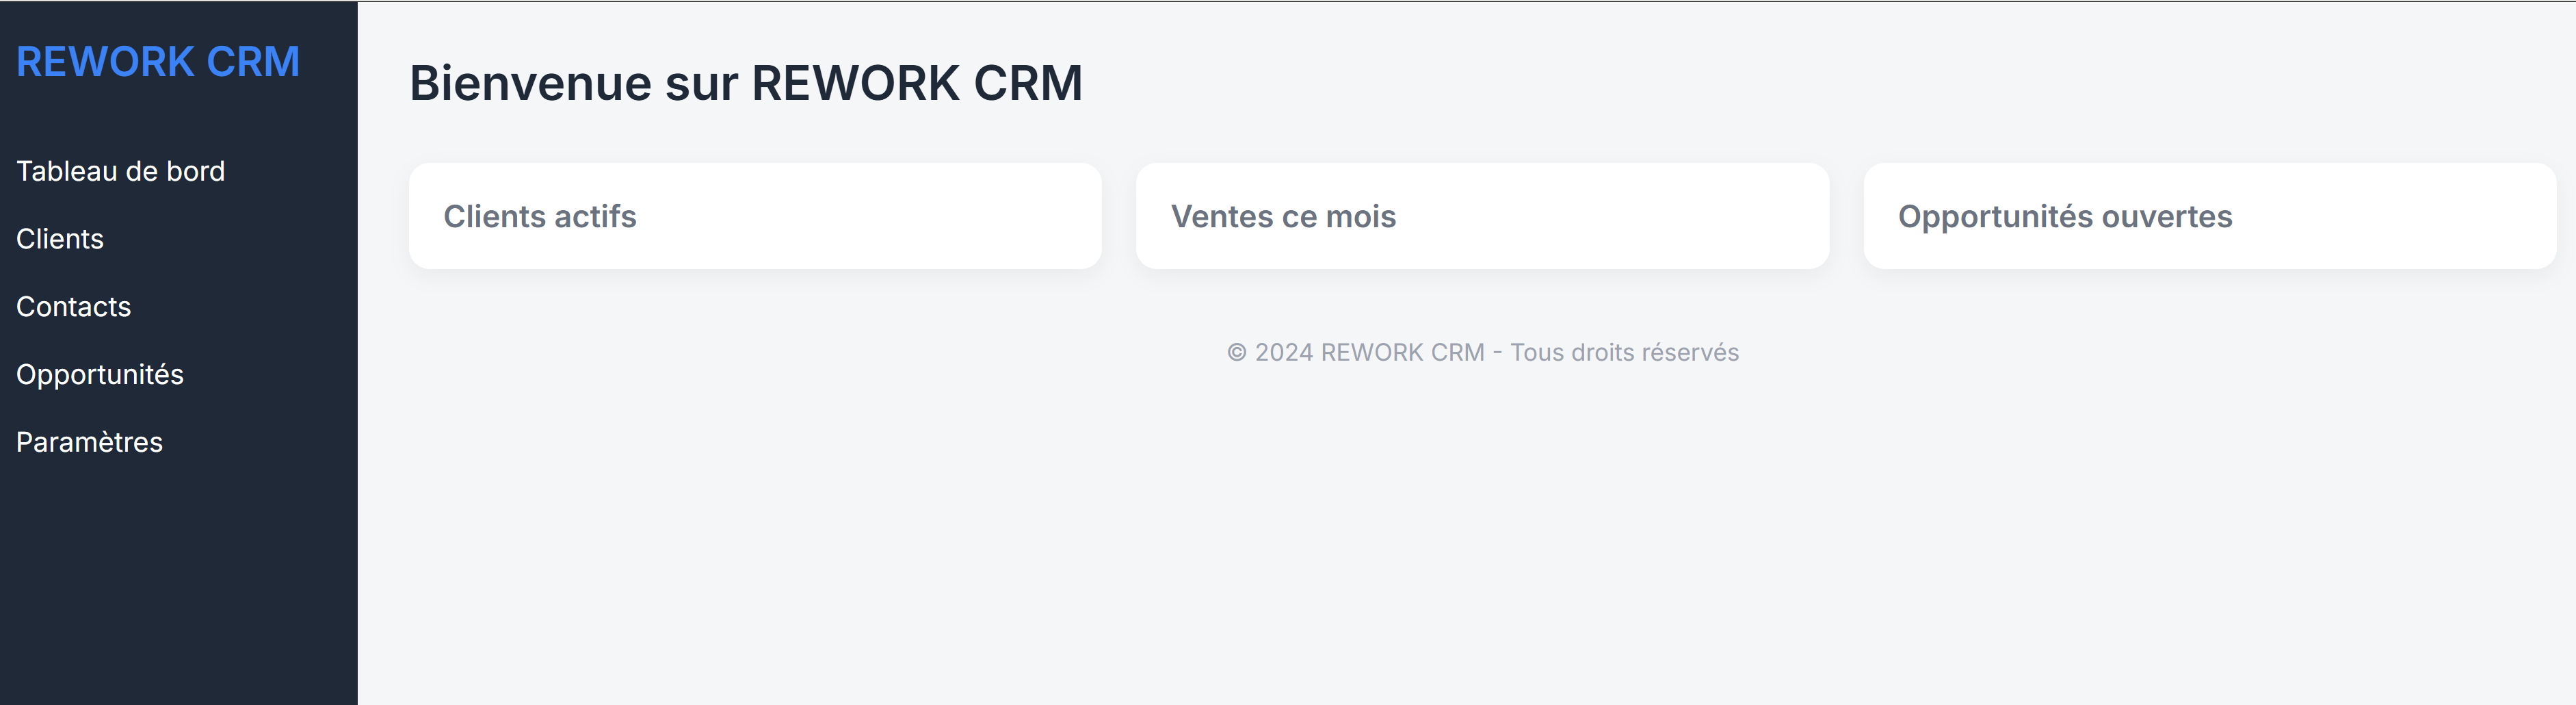 REWORK CRM
Tableau de bord
Clients
Contacts
Opportunités
Paramètres
Bienvenue sur REWORK CRM
Clients actifs
Ventes ce mois
Opportunités ouvertes
© 2024 REWORK CRM - Tous droits réservés